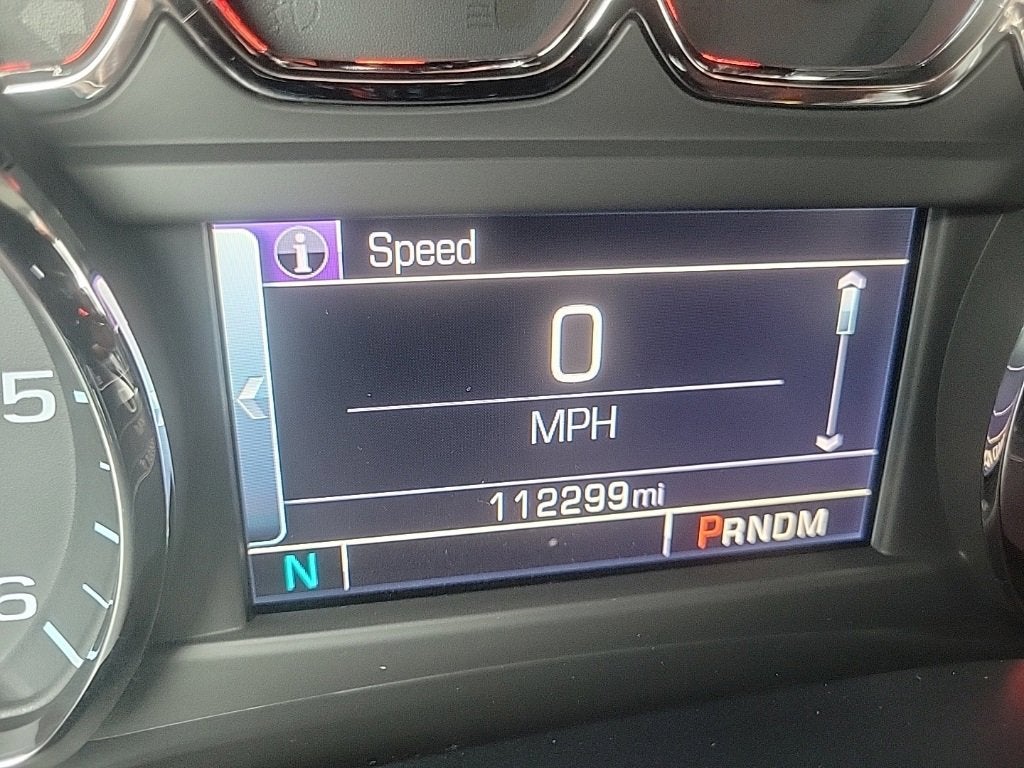 i Speed
0
MPH
112299mi
N PRNDM
5
6